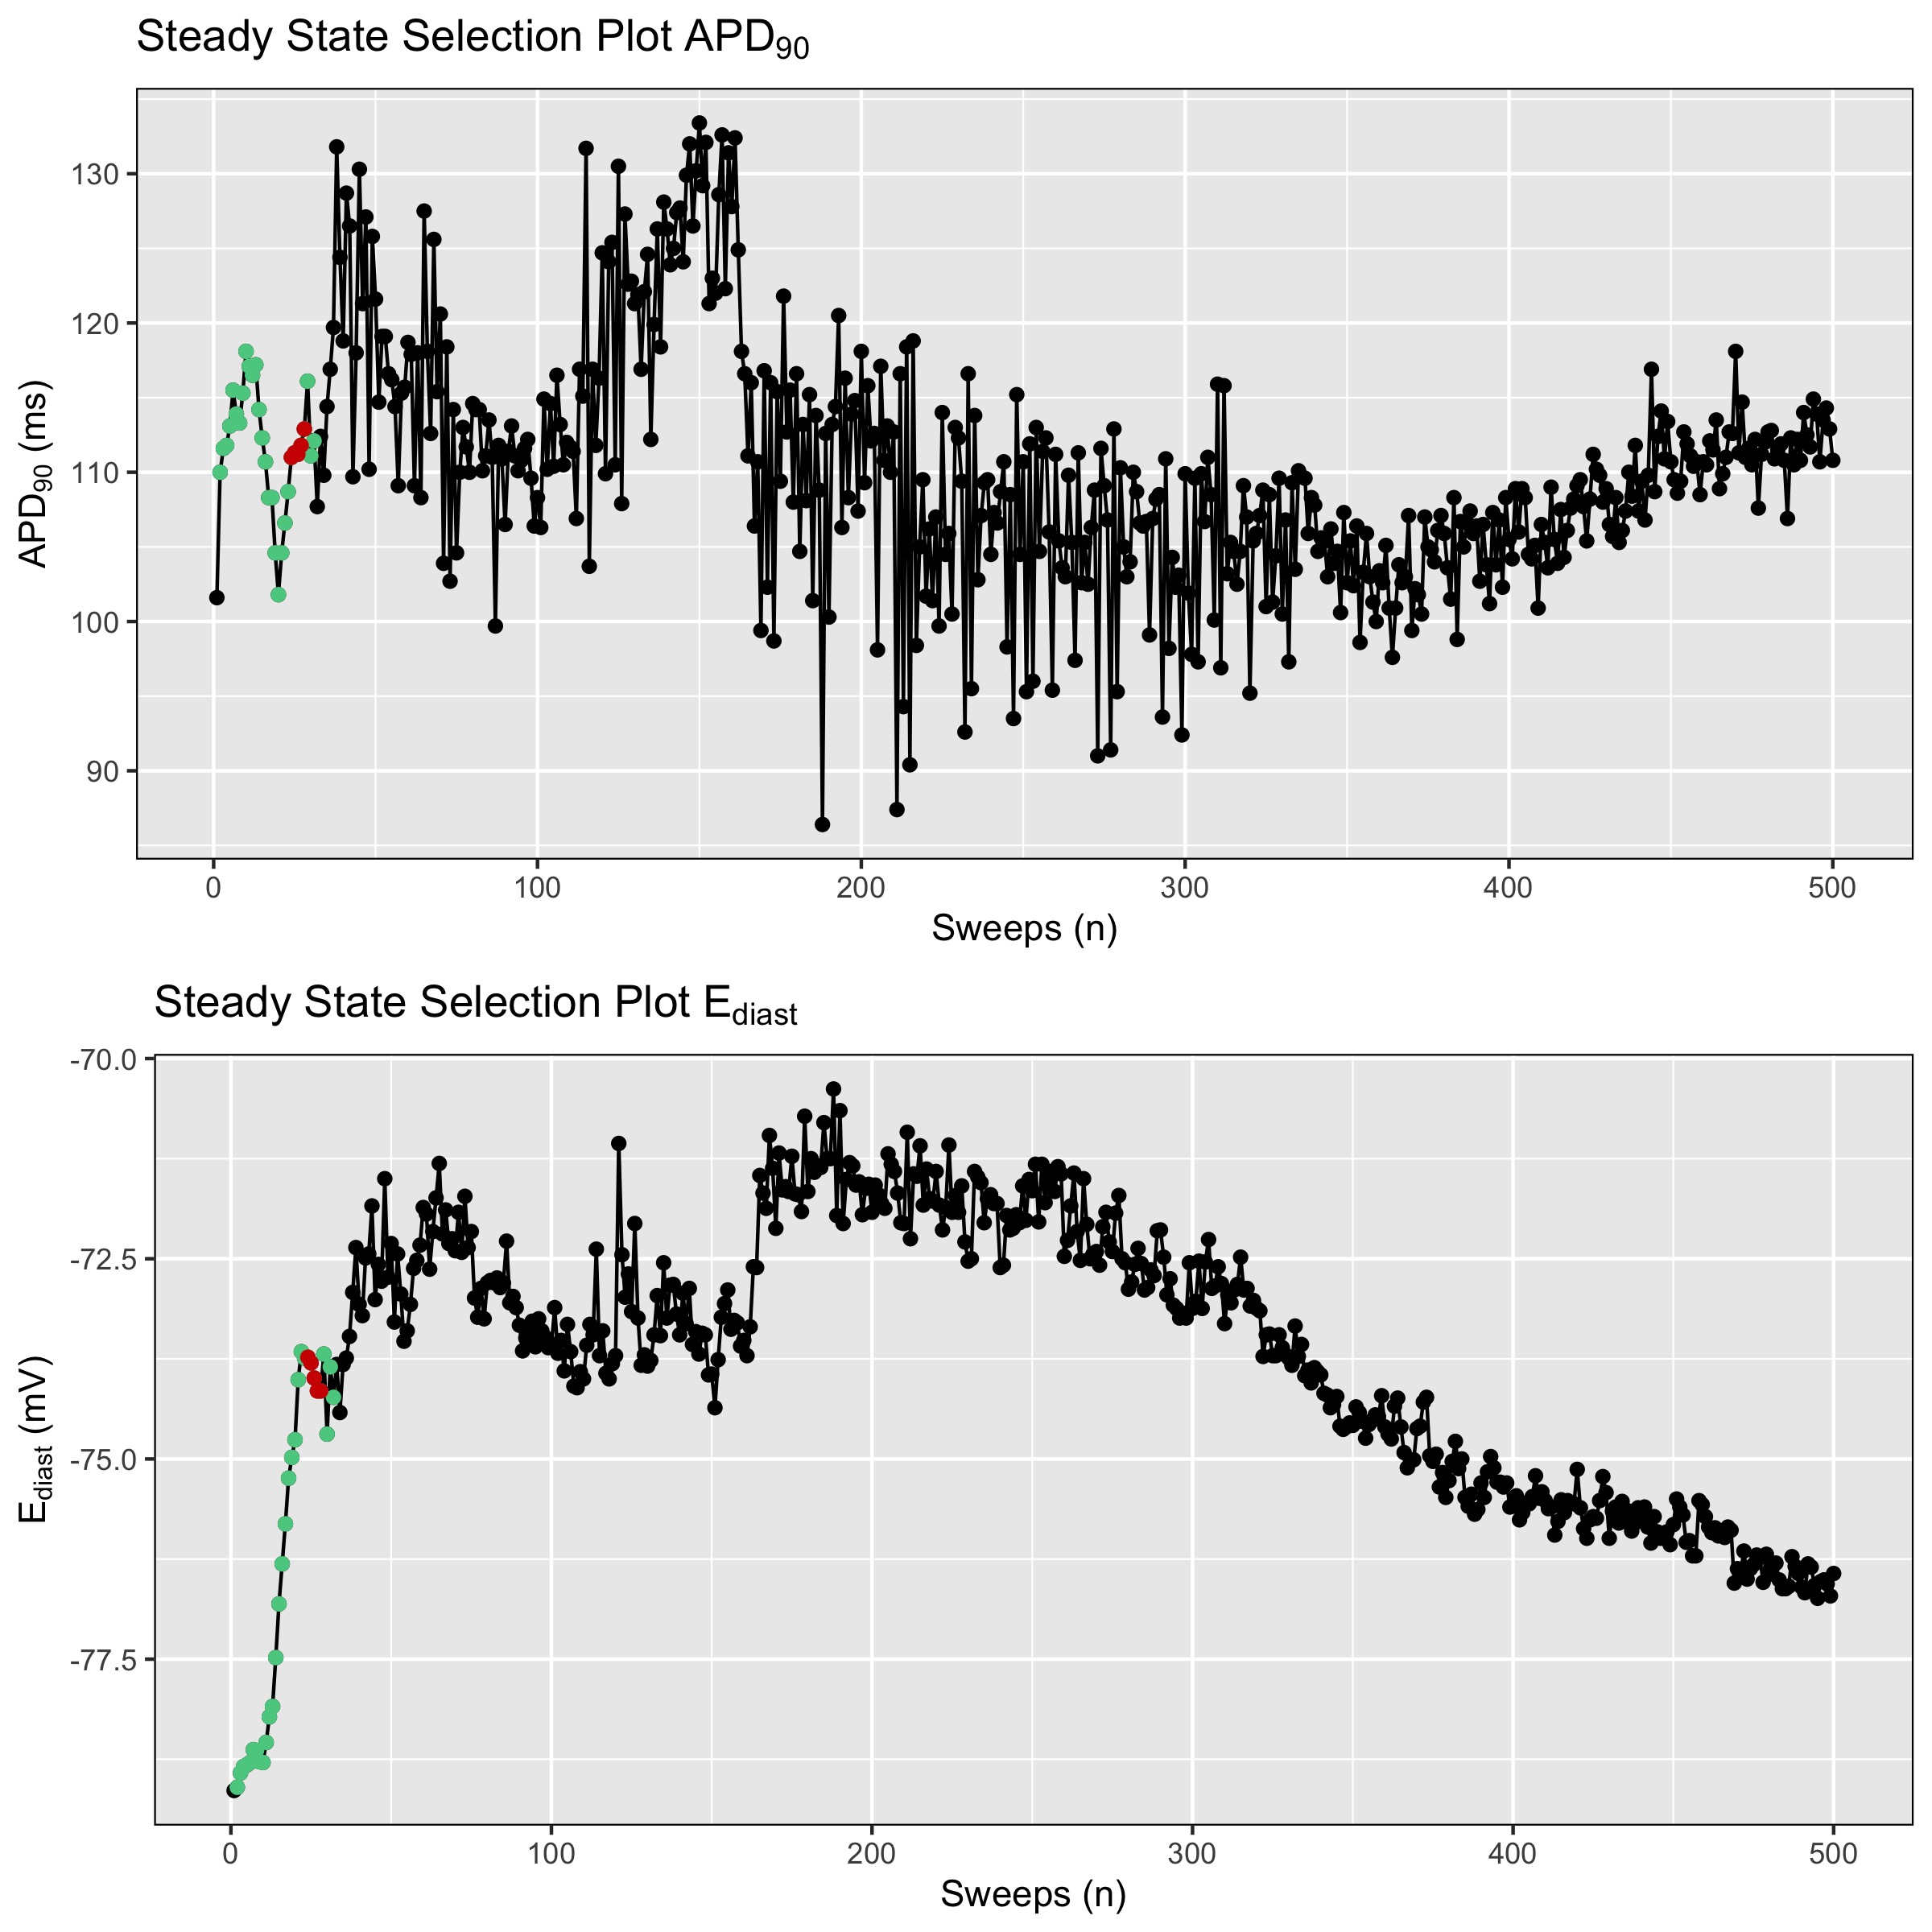 Steady State Selection Plot APD90
APD90 (ms)
130
120
110
100
90
0 100 200 300 400 500
Sweeps (n)
Steady State Selection Plot Ediast
Ediast (mV)
-70.0
-72.5
-75.0
-77.5
0 100 200 300 400 500
Sweeps (n)